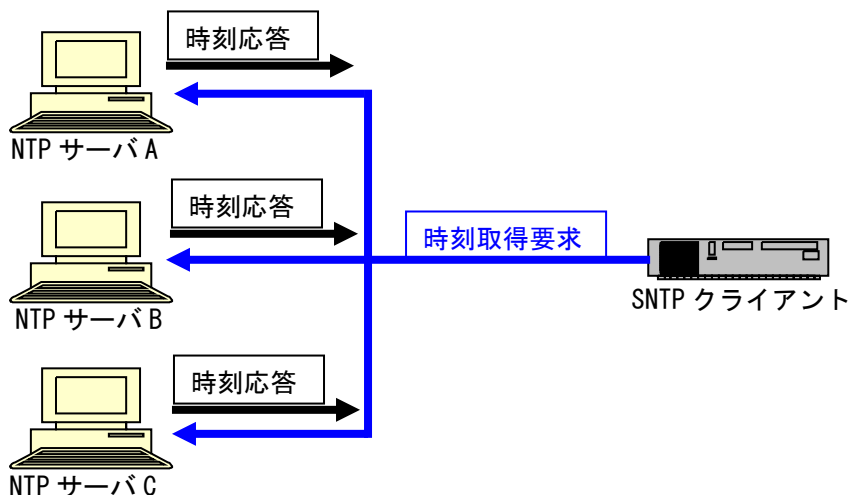 時刻応答
NTP サーバ A
時刻応答
時刻取得要求
NTP サーバ B
SNTP クライアント
時刻応答
NTP サーバ C